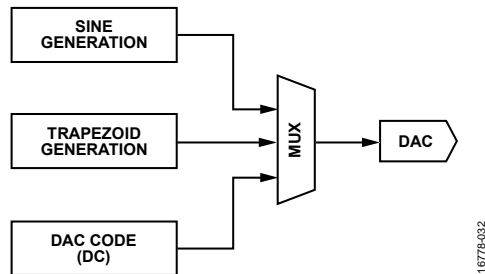 SINE
GENERATION
TRAPEZOID
GENERATION
DAC CODE
(DC)
MUX
DAC
16778-032